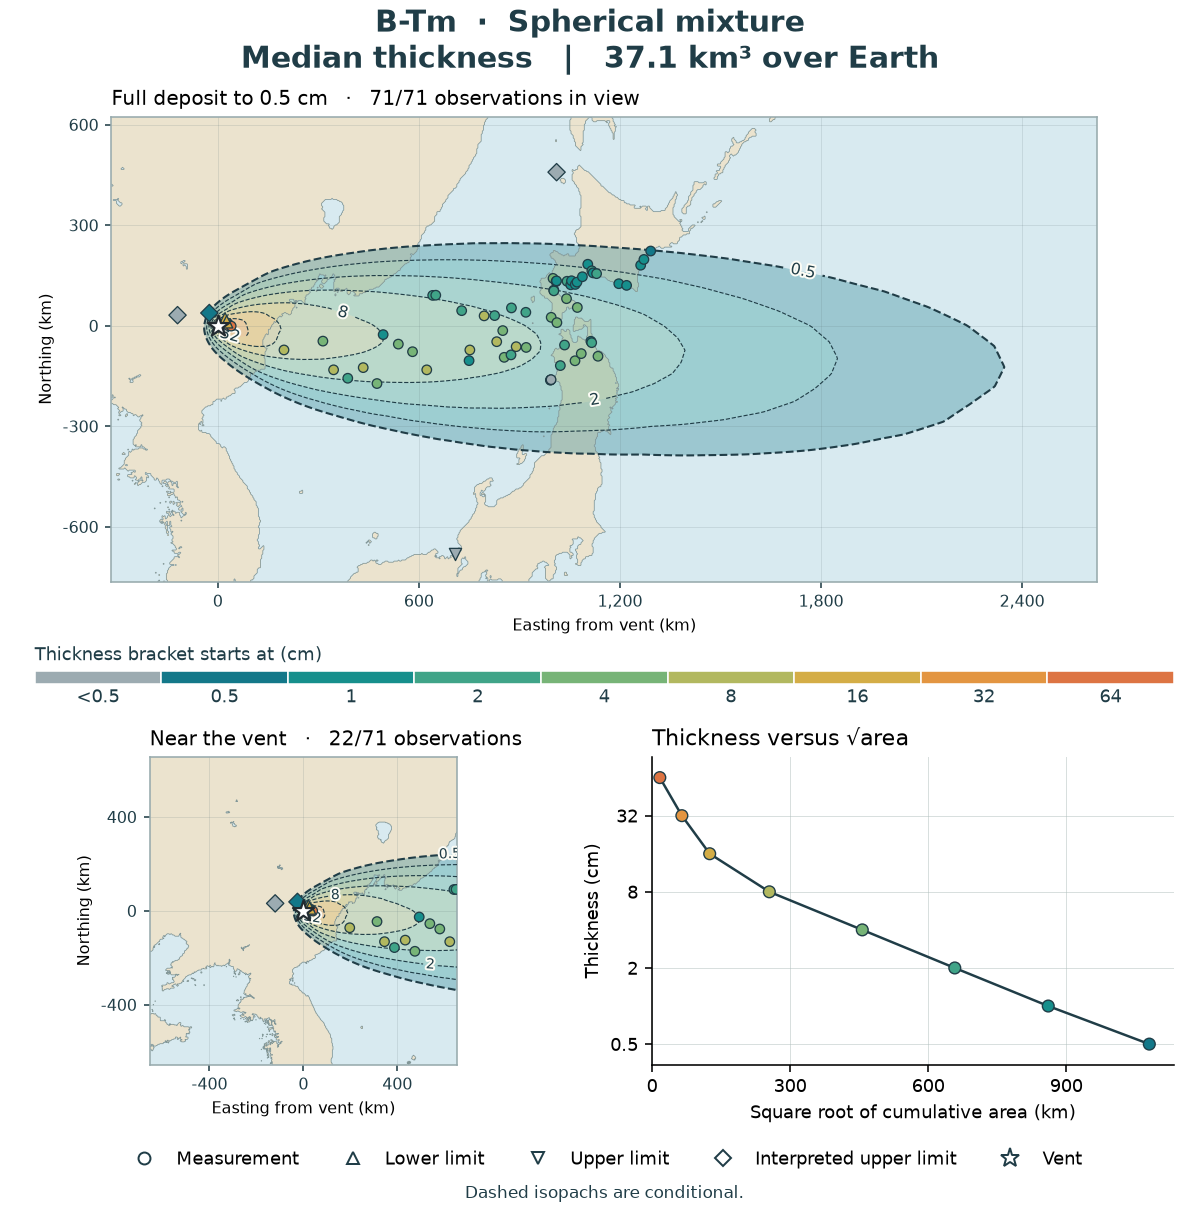 B-Tm · Spherical mixture
Median thickness | 37.1 km³ over Earth
Full deposit to 0.5 cm · 71/71 observations in view
600
300
0
-300
-600
Northing (km)
0.5
8
32
2
0
600
1,200
1,800
2,400
Easting from vent (km)
Thickness bracket starts at (cm)
<0.5
0.5
1
2
4
8
16
32
64
Near the vent · 22/71 observations
400
0
-400
Northing (km)
0.5
8
2
-400
0
400
Easting from vent (km)
Thickness versus √area
32
8
2
0.5
Thickness (cm)
0
300
600
900
Square root of cumulative area (km)
Measurement
Lower limit
Upper limit
Interpreted upper limit
Vent
Dashed isopachs are conditional.